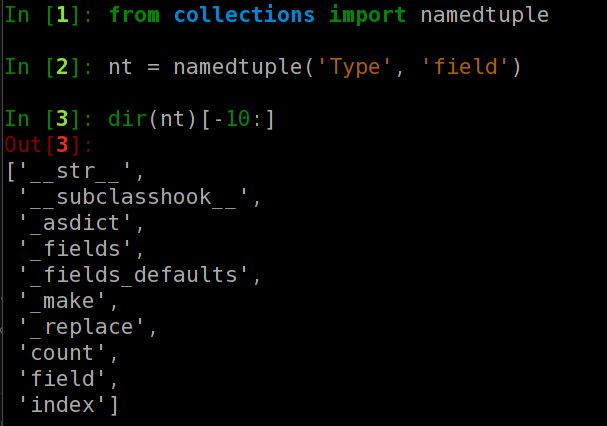 In [1]: from collections import namedtuple
In [2]: nt = namedtuple('Type', 'field')
In [3]: dir(nt)[-10:]
Out[3]:
['__str__',
'__subclasshook__',
'_asdict',
'_fields',
'_fields_defaults',
'_make',
'_replace',
'count',
'field',
'index']